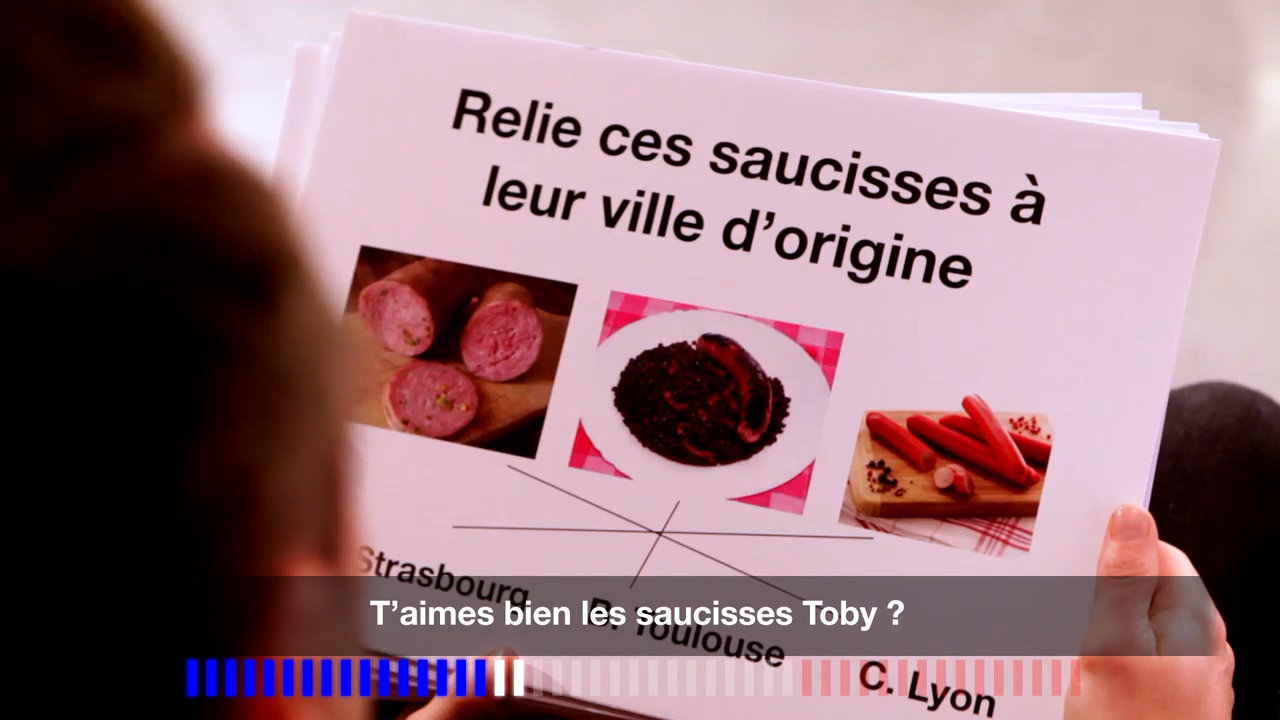 Relie ces saucisses à
leur ville d'origine
Strasbourg
B. Toulouse
C. Lyon
T'aimes bien les saucisses Toby ?